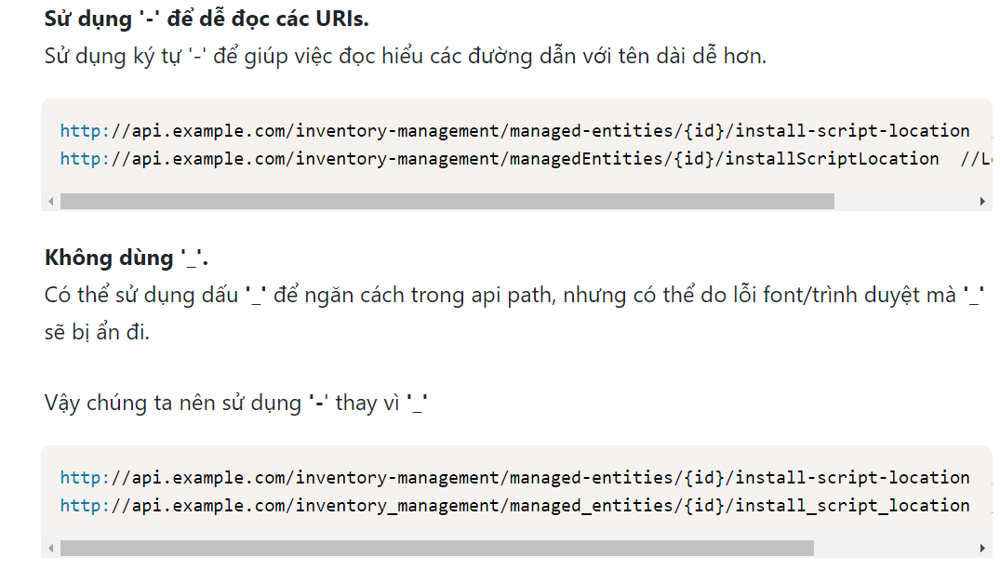 Sử dụng '-' để dễ đọc các URIs.
Sử dụng ký tự '-' để giúp việc đọc hiểu các đường dẫn với tên dài dễ hơn.
http://api.example.com/inventory-management/managed-entities/{id}/install-script-location
http://api.example.com/inventory-management/managedEntities/{id}/installScriptLocation //L
Không dùng '_'.
Có thể sử dụng dấu '_' để ngăn cách trong api path, nhưng có thể do lỗi font/trình duyệt mà '_'
sẽ bị ẩn đi.
Vậy chúng ta nên sử dụng '-' thay vì '_'
http://api.example.com/inventory-management/managed-entities/{id}/install-script-location
http://api.example.com/inventory_management/managed_entities/{id}/install_script_location